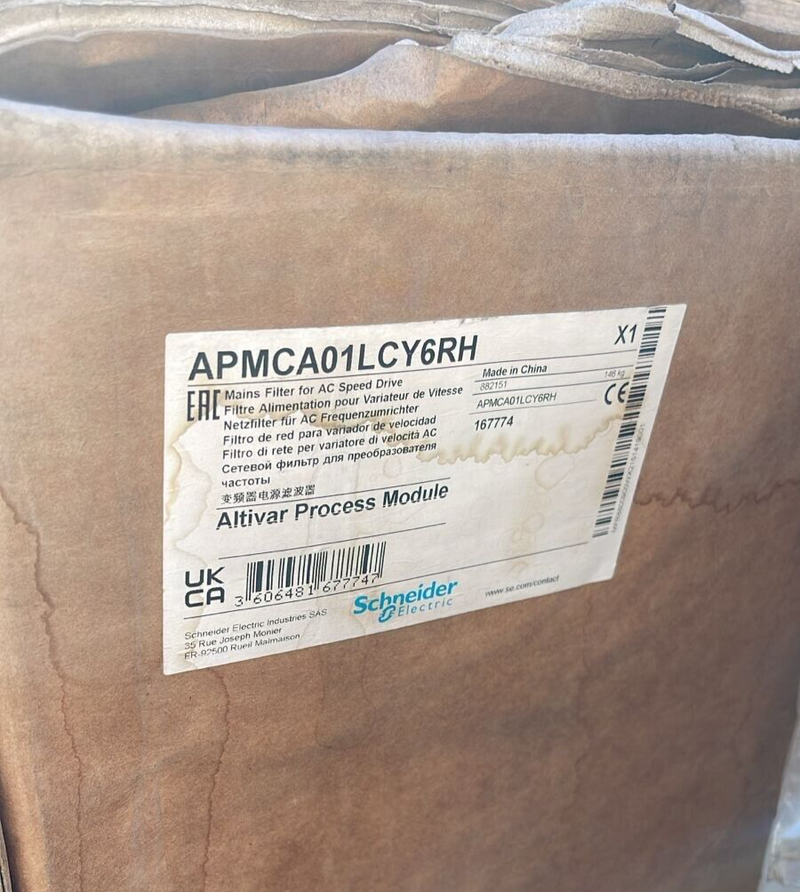 APMCA01LCY6RH
X1
EAC
Mains Filter for AC Speed Drive
Filtre Alimentation pour Variateur de Vitesse
Netzfilter für AC Frequenzumrichter
Filtro de red para variador de velocidad
Filtro di rete per variatore di velocità AC
Сетевой фильтр для преобразователя
частоты
变频器电源滤波器
Altivar Process Module
Made in China
882151
146 kg
APMCA01LCY6RH
CE
167774
UK
CA
3 606481 677747
Schneider
Electric
www.se.com/contact
Schneider Electric Industries SAS
35 Rue Joseph Monier
FR-92500 Rueil Malmaison